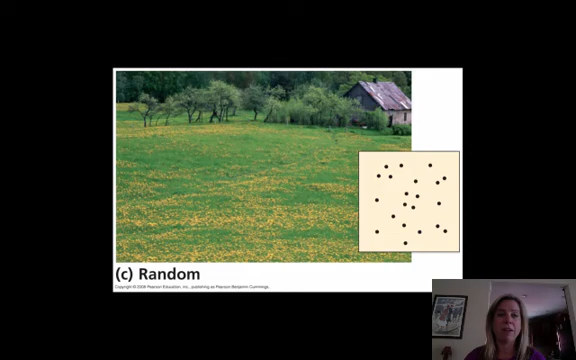 (c) Random
Copyright © 2008 Pearson Education, Inc., publishing as Pearson Benjamin Cummings.